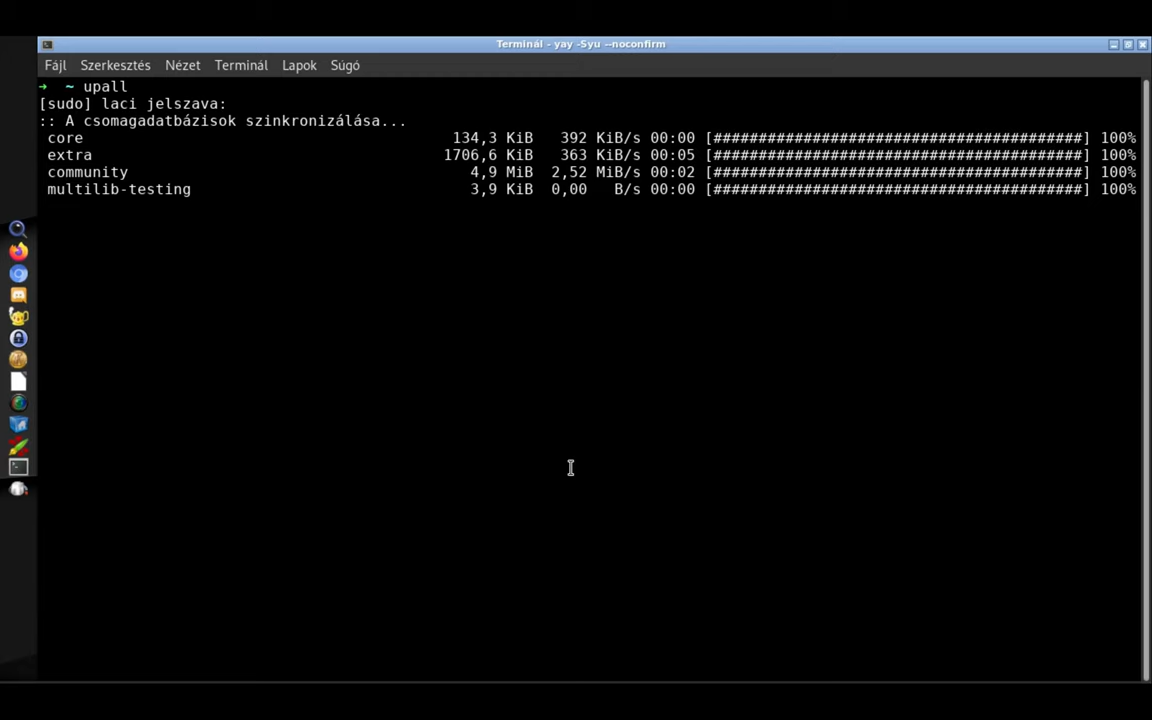 Terminál - yay -Syu --noconfirm
Fájl Szerkesztés Nézet Terminál Lapok Súgó
➜ ~ upall
[sudo] laci jelszava:
:: A csomagadatbázisok szinkronizálása...
core 134,3 KiB 392 KiB/s 00:00 [#########################################] 100%
extra 1706,6 KiB 363 KiB/s 00:05 [#########################################] 100%
community 4,9 MiB 2,52 MiB/s 00:02 [#########################################] 100%
multilib-testing 3,9 KiB 0,00 B/s 00:00 [#########################################] 100%